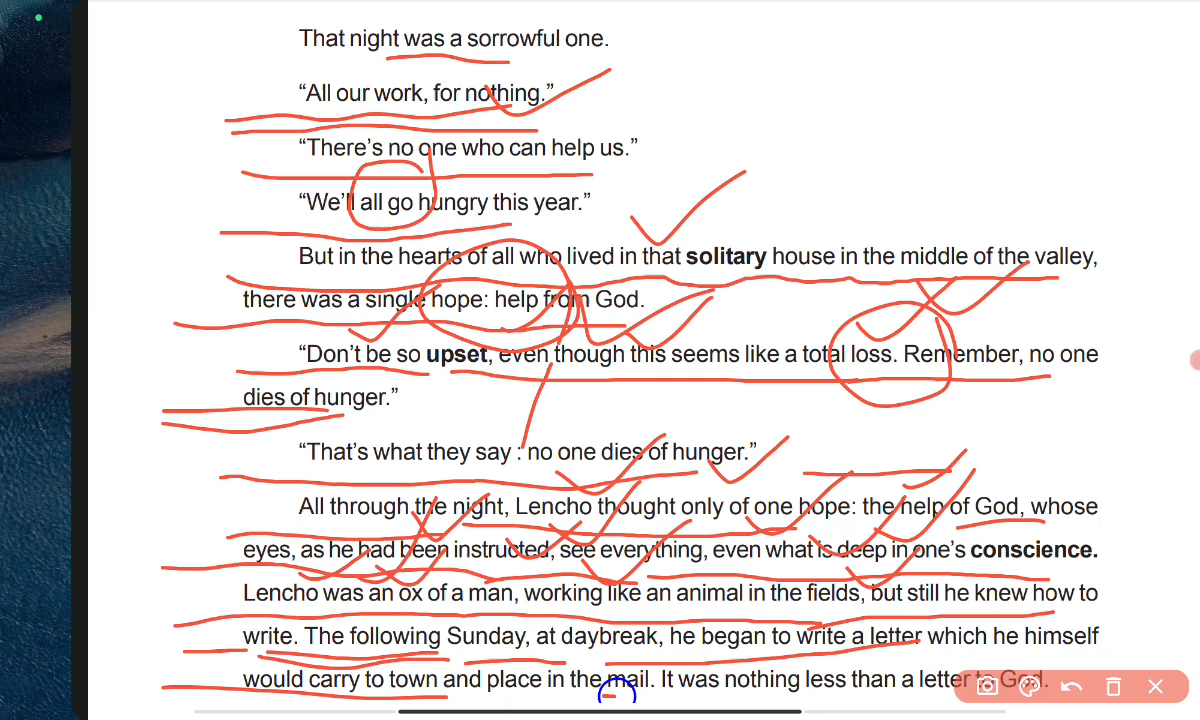 That night was a sorrowful one.
“All our work, for nothing.”
“There’s no one who can help us.”
“We’ll all go hungry this year.”
But in the hearts of all who lived in that solitary house in the middle of the valley,
there was a single hope: help from God.
“Don’t be so upset, even though this seems like a total loss. Remember, no one
dies of hunger.”
“That’s what they say : no one dies of hunger.”
All through the night, Lencho thought only of one hope: the help of God, whose
eyes, as he had been instructed, see everything, even what is deep in one’s conscience.
Lencho was an ox of a man, working like an animal in the fields, but still he knew how to
write. The following Sunday, at daybreak, he began to write a letter which he himself
would carry to town and place in the mail. It was nothing less than a letter to God.